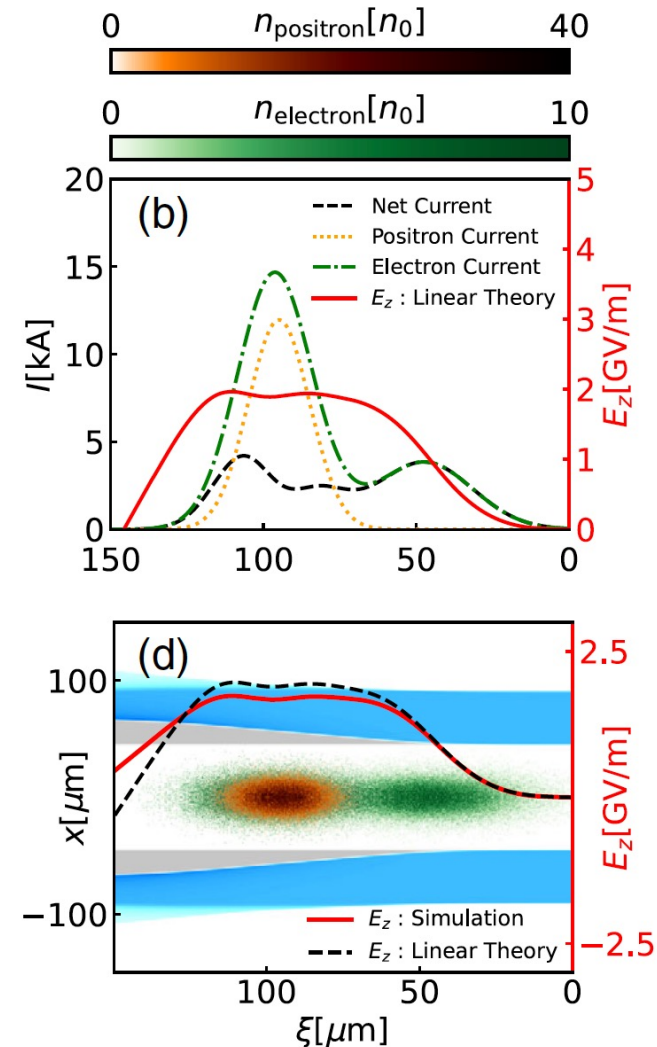 0 n_positron[n_0] 40
0 n_electron[n_0] 10
(b)
Net Current
Positron Current
Electron Current
E_z : Linear Theory
20
15
10
5
0
I[kA]
5
4
3
2
1
0
E_z[GV/m]
150 100 50 0
(d)
100
−100
x[μm]
2.5
−2.5
E_z[GV/m]
E_z : Simulation
E_z : Linear Theory
100 50 0
ξ[μm]